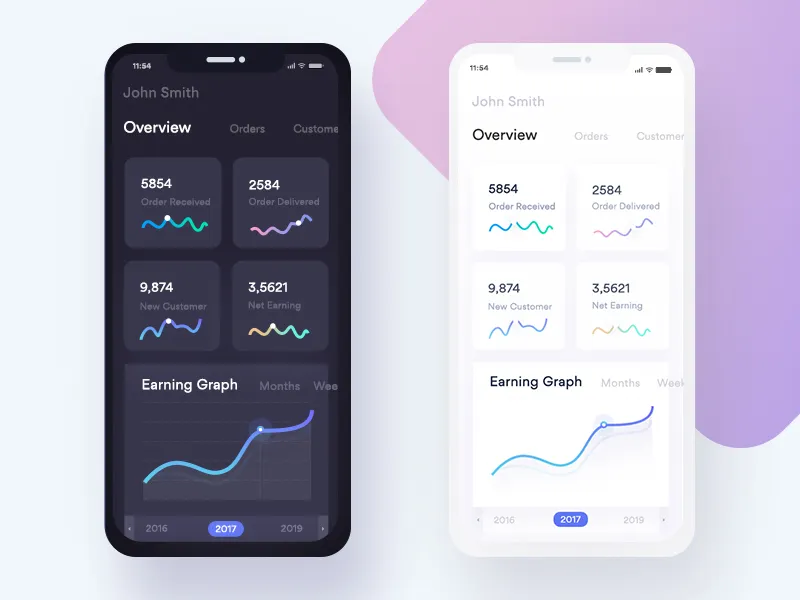 11:54
John Smith
Overview Orders Custome
5854
Order Received
2584
Order Delivered
9,874
New Customer
3,5621
Net Earning
Earning Graph Months Wee
2016 2017 2019
11:54
John Smith
Overview Orders Customer
5854
Order Received
2584
Order Delivered
9,874
New Customer
3,5621
Net Earning
Earning Graph Months Week
2016 2017 2019